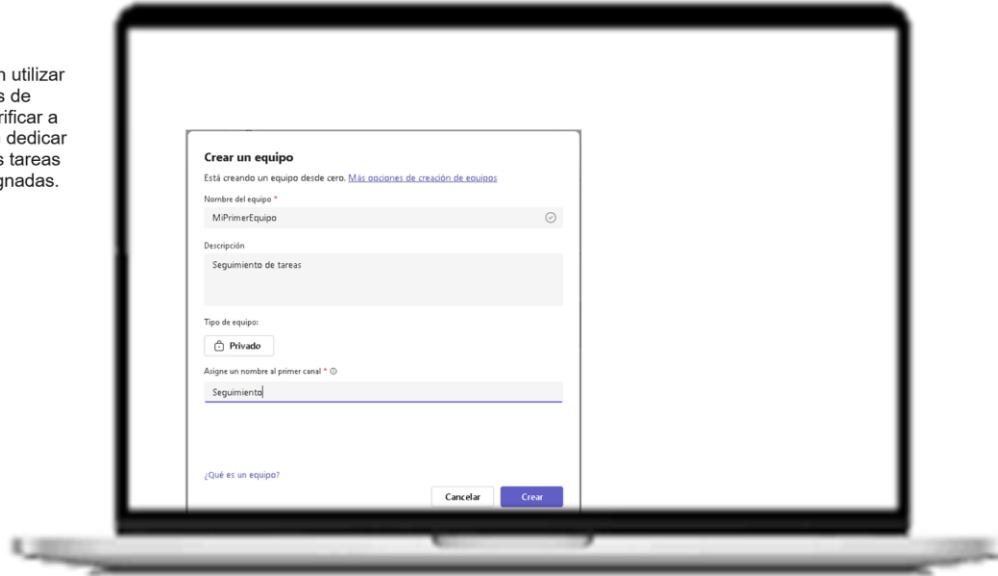 n utilizar
s de
rificar a
dedicar
s tareas
gnadas.
Crear un equipo
Está creando un equipo desde cero. Más opciones de creación de equipos
Nombre del equipo *
MiPrimerEquipo
Descripción
Seguimiento de tareas
Tipo de equipo:
Privado
Asigne un nombre al primer canal *
Seguimiento
¿Qué es un equipo?
Cancelar
Crear